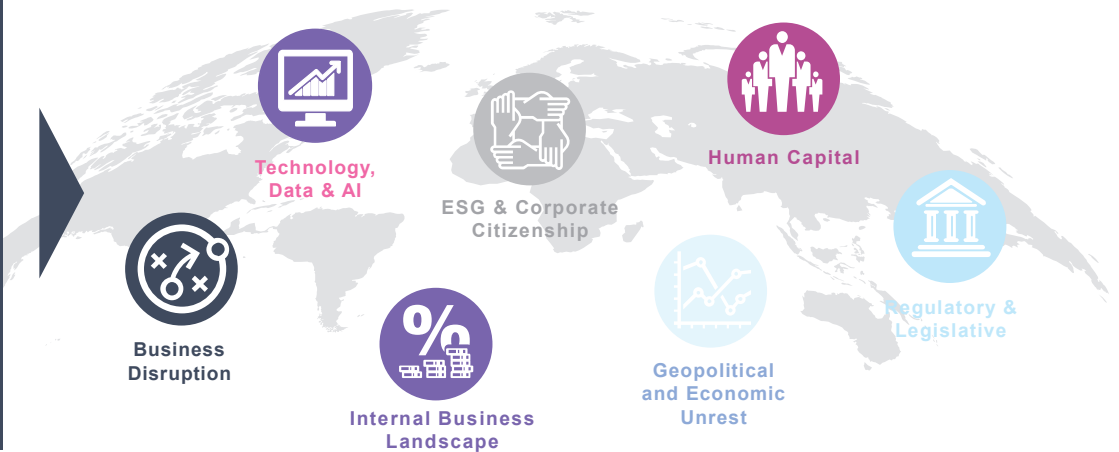 Technology,
Data & AI
Human Capital
ESG & Corporate
Citizenship
Regulatory &
Legislative
Business
Disruption
%
Geopolitical
and Economic
Unrest
Internal Business
Landscape